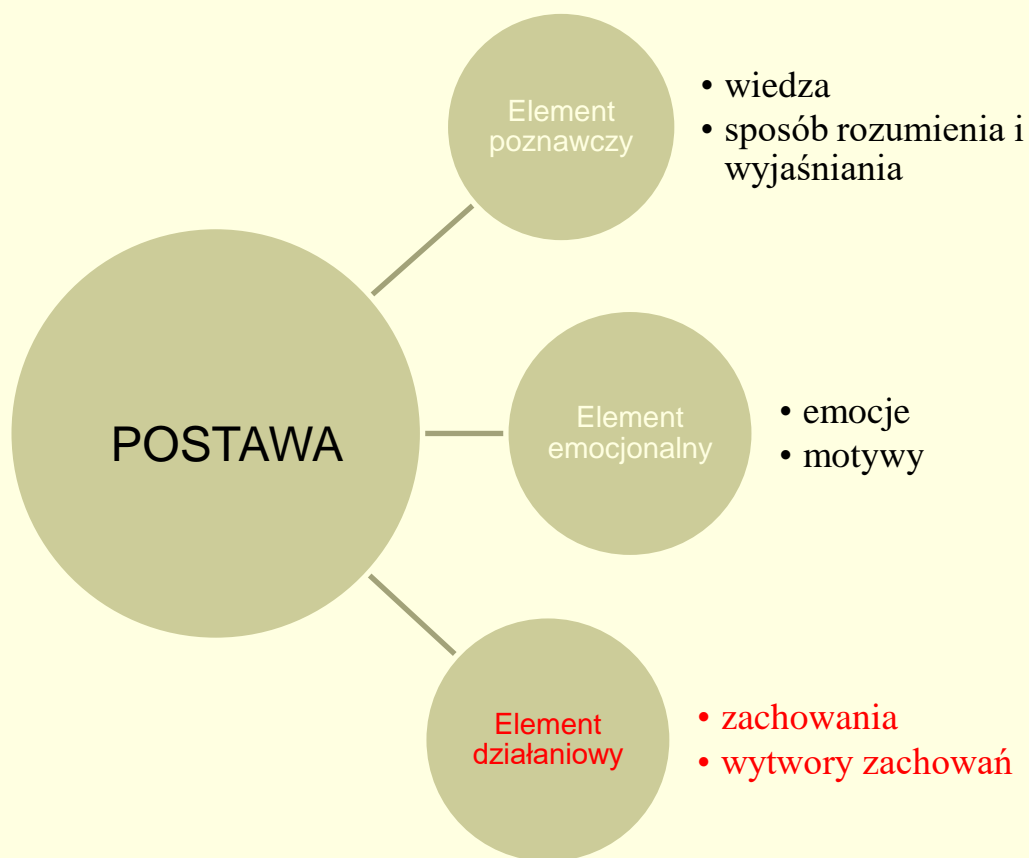 Element
poznawczy
• wiedza
• sposób rozumienia i
wyjaśniania
POSTAWA
Element
emocjonalny
• emocje
• motywy
Element
działaniowy
• zachowania
• wytwory zachowań